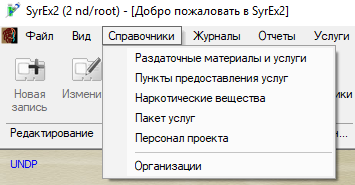 SyrEx2 (2 nd/root) - [Добро пожаловать в SyrEx2]
Файл Вид Справочники Журналы Отчеты Услуги
Раздаточные материалы и услуги
Пункты предоставления услуг
Новая запись
Наркотические вещества
Пакет услуг
Редактирование
Персонал проекта
UNDP
Организации